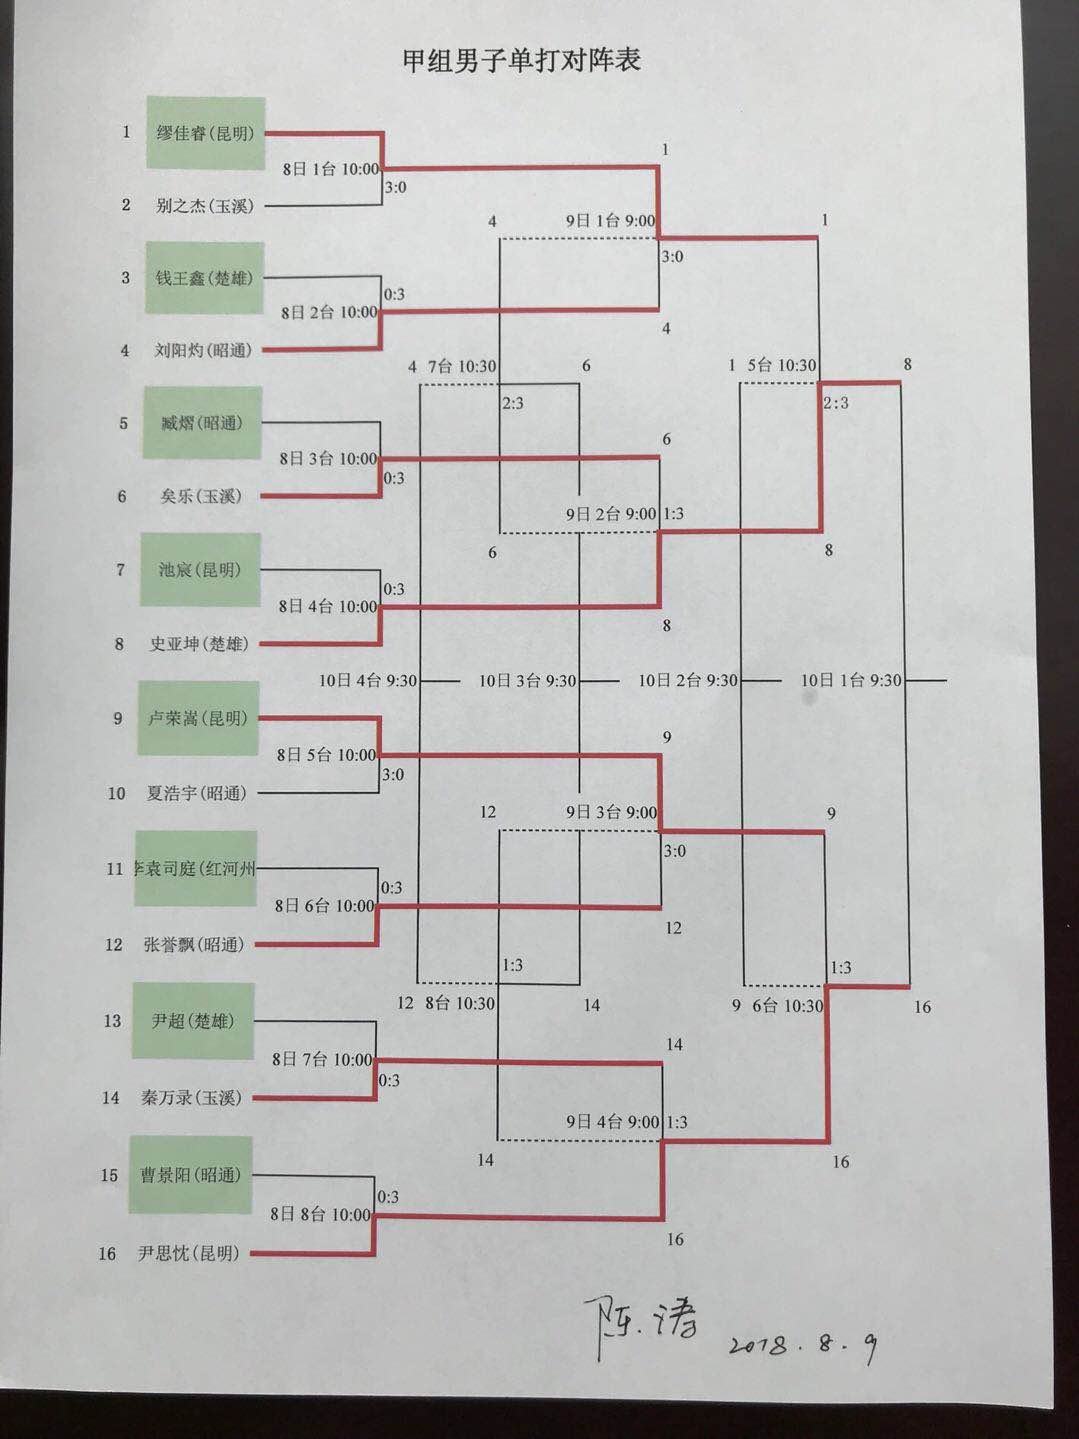 甲组男子单打对阵表
1 缪佳睿(昆明)
1
8日 1台 10:00
3:0
2 别之杰(玉溪)
4 9日 1台 9:00
1
3:0
3 钱王鑫(楚雄)
0:3
8日 2台 10:00
4
4 刘阳灼(昭通)
4 7台 10:30
6
1 5台 10:30
8
2:3
2:3
5 臧熠(昭通)
6
8日 3台 10:00
0:3
6 矣乐(玉溪)
9日 2台 9:00
1:3
6
8
7 池宸(昆明)
0:3
8日 4台 10:00
8
8 史亚坤(楚雄)
10日 4台 9:30
10日 3台 9:30
10日 2台 9:30
10日 1台 9:30
9 卢荣嵩(昆明)
9
8日 5台 10:00
3:0
10 夏浩宇(昭通)
12 9日 3台 9:00
9
3:0
11 李袁司庭(红河州
0:3
8日 6台 10:00
12
12 张誉飘(昭通)
1:3
1:3
12 8台 10:30
14
9 6台 10:30
16
13 尹超(楚雄)
14
8日 7台 10:00
0:3
14 秦万录(玉溪)
9日 4台 9:00
1:3
14
16
15 曹景阳(昭通)
0:3
8日 8台 10:00
16
16 尹思忱(昆明)
陈涛
2018.8.9